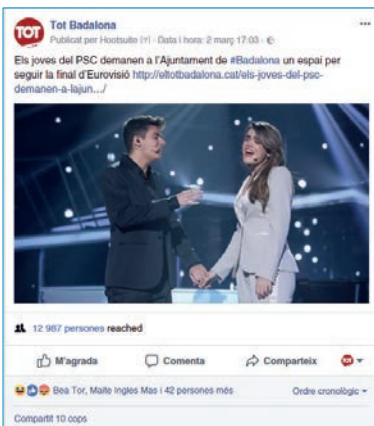 TOT
Tot Badalona
Publicat per Hootsuite [?] · Data i hora: 2 març 17:03 ·
Els joves del PSC demanen a l'Ajuntament de #Badalona un espai per
seguir la final d'Eurovisió http://eltotbadalona.cat/els-joves-del-psc-
demanen-a-lajun…/
12 987 persones reached
M'agrada Comenta Comparteix
Bea Tor, Maite Ingles Mas i 42 persones més Ordre cronològic
Compartit 10 cops